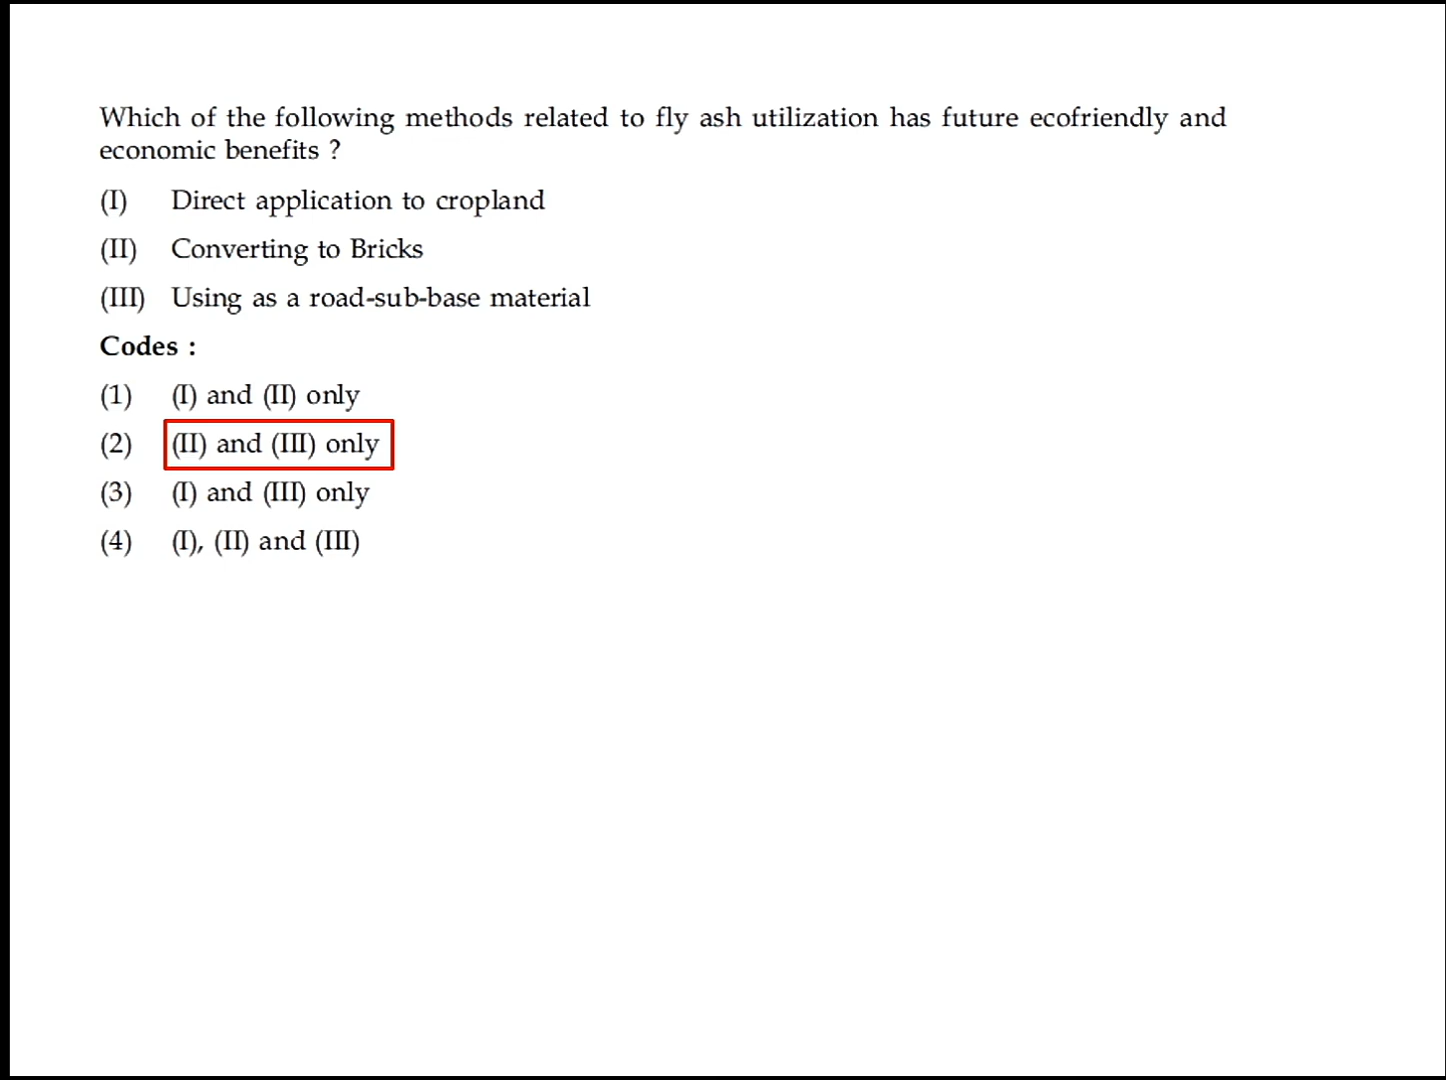 Which of the following methods related to fly ash utilization has future ecofriendly and
economic benefits ?
(I) Direct application to cropland
(II) Converting to Bricks
(III) Using as a road-sub-base material
Codes :
(1) (I) and (II) only
(2) (II) and (III) only
(3) (I) and (III) only
(4) (I), (II) and (III)